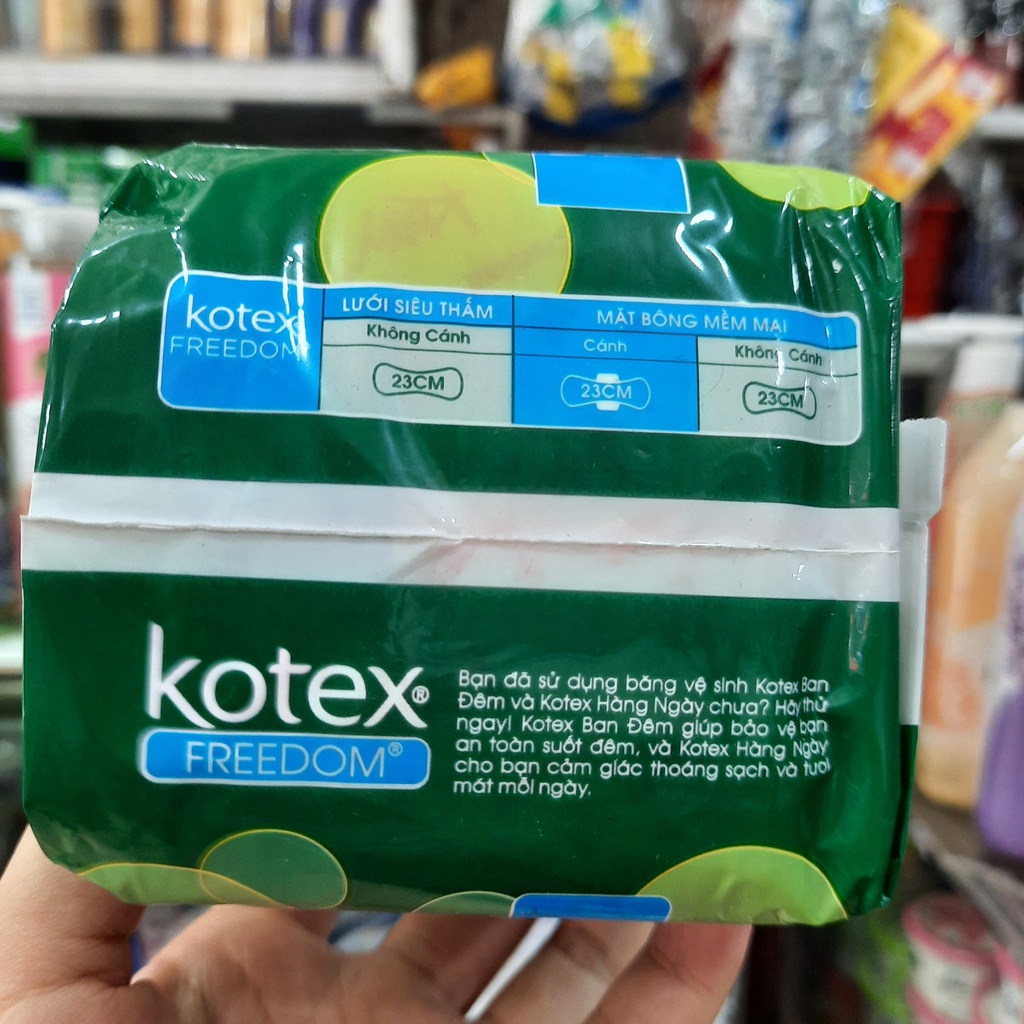 kotex
FREEDOM
LƯỚI SIÊU THẤM
MẶT BÔNG MỀM MẠI
Không Cánh
Cánh
Không Cánh
23CM
23CM
23CM
kotex®
FREEDOM®
Bạn đã sử dụng băng vệ sinh Kotex Ban
Đêm và Kotex Hàng Ngày chưa? Hãy thử
ngay! Kotex Ban Đêm giúp bảo vệ bạn
an toàn suốt đêm, và Kotex Hàng Ngày
cho bạn cảm giác thoáng sạch và tươi
mát mỗi ngày.